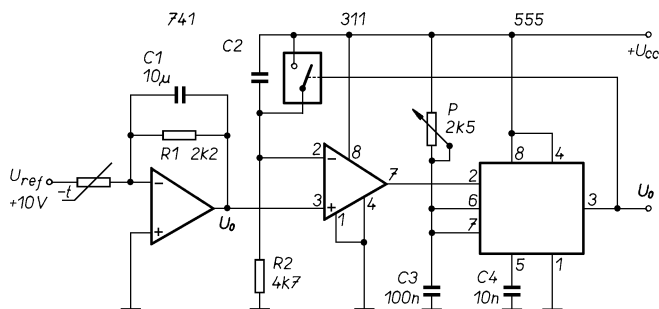 741 311 555
C2
+Ucc
C1
10µ
P
2k5
R1 2k2
2 8 7 8 4
Uref
-t
+10V
- + U0
3 1 4
2 6 7 3 U0
5 1
R2
4k7
C3
100n
C4
10n